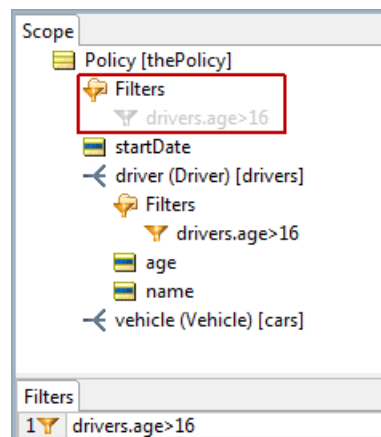 Scope
Policy [thePolicy]
Filters
drivers.age>16
startDate
driver (Driver) [drivers]
Filters
drivers.age>16
age
name
vehicle (Vehicle) [cars]
Filters
1 drivers.age>16